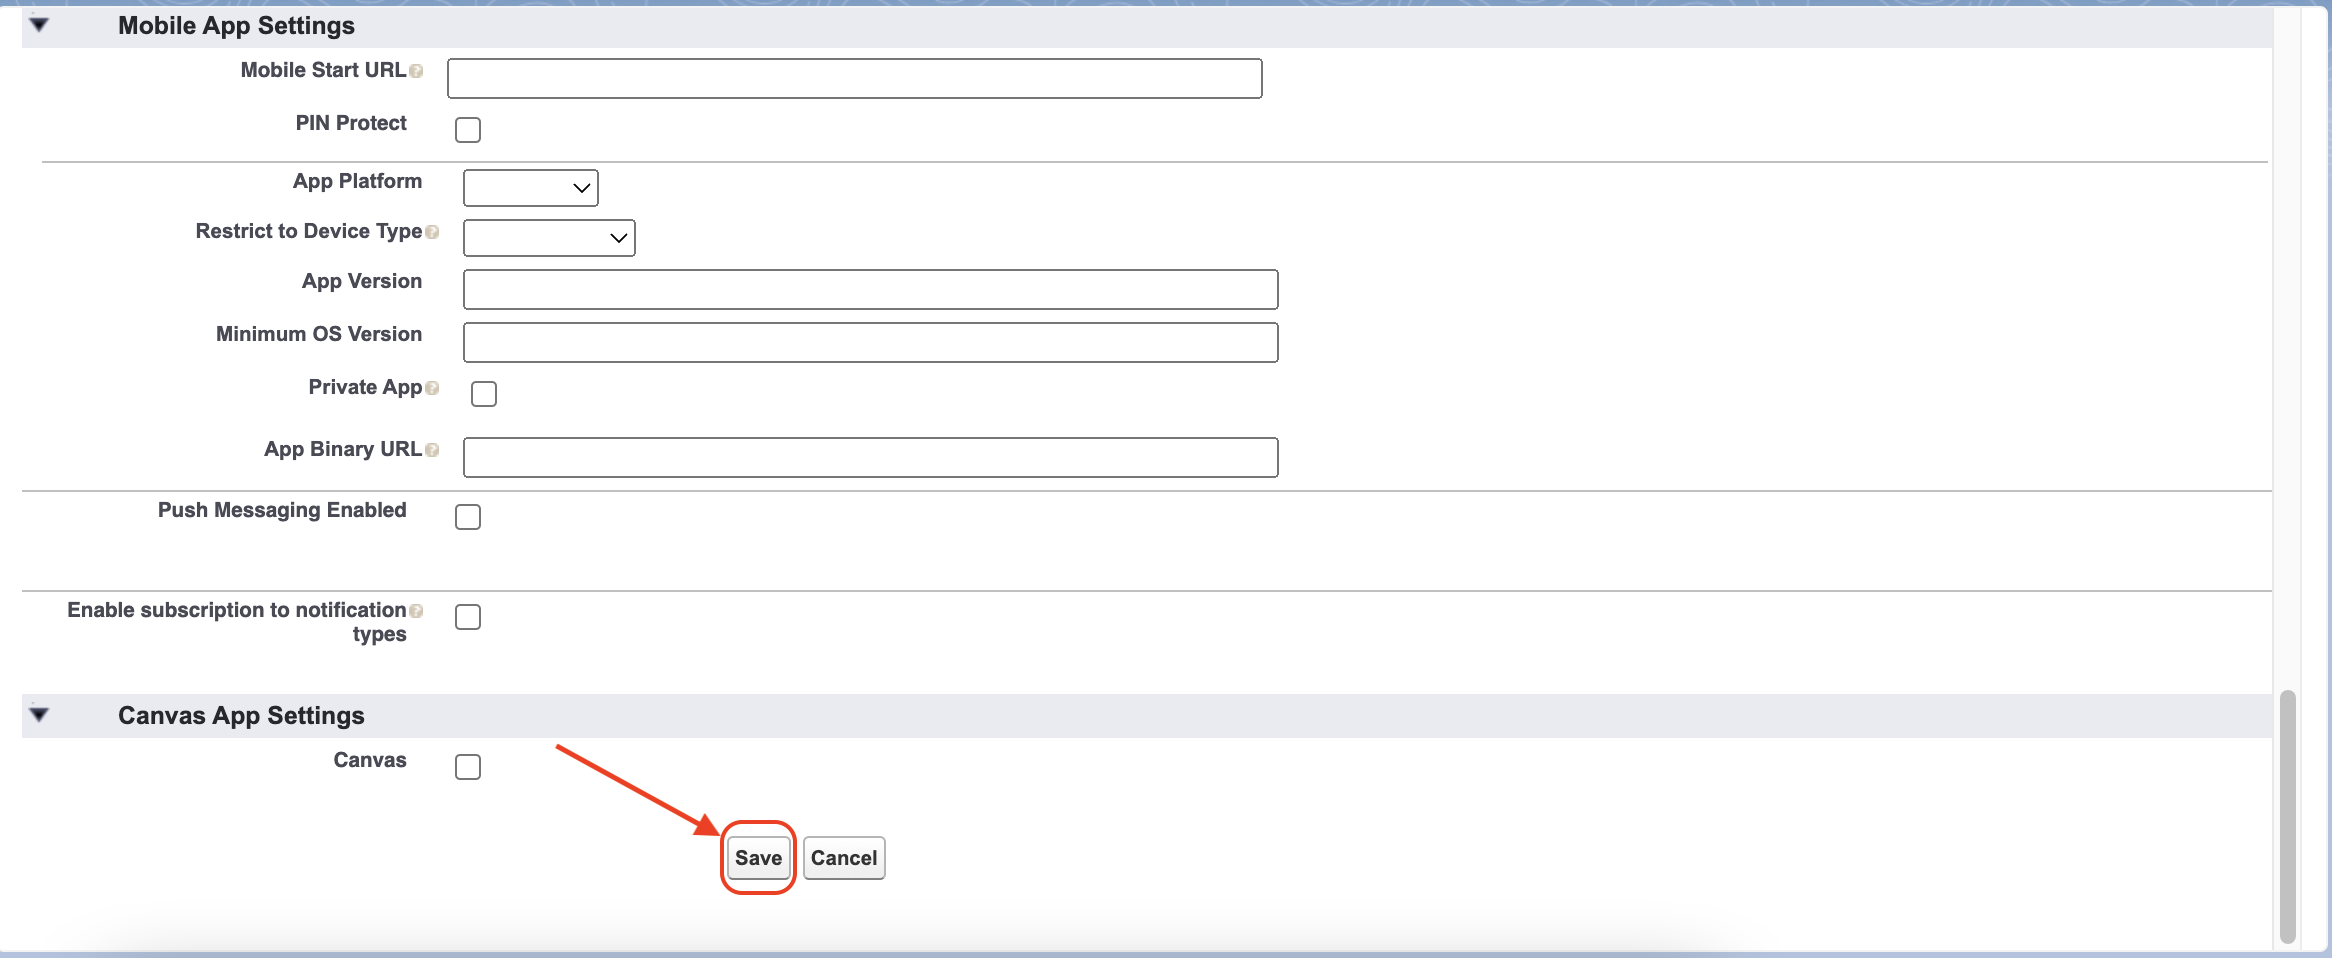 Mobile App Settings
Mobile Start URL
PIN Protect
App Platform
Restrict to Device Type
App Version
Minimum OS Version
Private App
App Binary URL
Push Messaging Enabled
Enable subscription to notification
types
Canvas App Settings
Canvas
Save Cancel